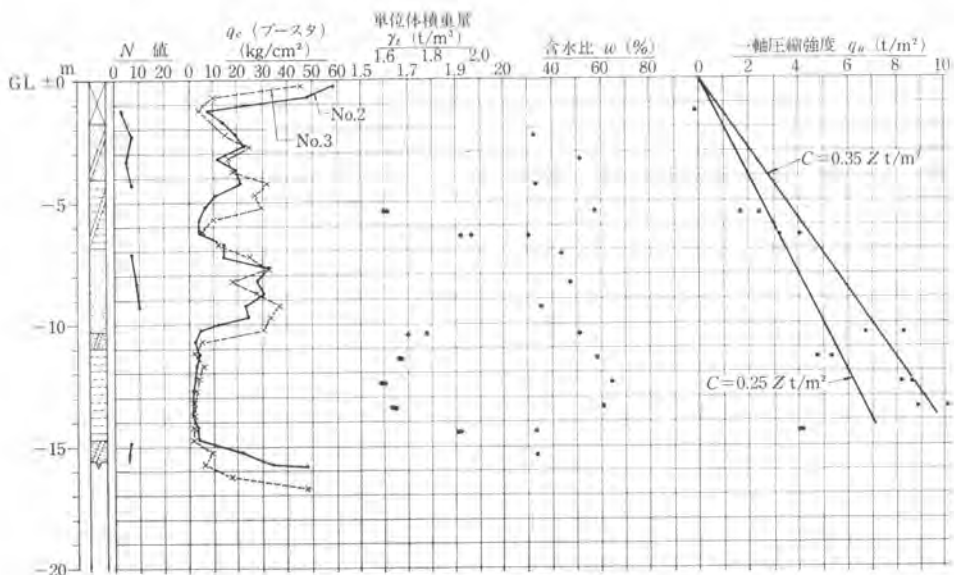 単位体積重量
N 値
qc (ブースタ)
(kg/cm²)
γt (t/m³)
1.6 1.8 2.0
1.7 1.9
含水比 w (%)
一軸圧縮強度 qu (t/m²)
m
0 10 20
0 10 20 30 40 50 60
20 40 60 80
0 2 4 6 8 10
GL ±0
No.2
No.3
C=0.35 Z t/m²
-5
-10
C=0.25 Z t/m²
-15
-20